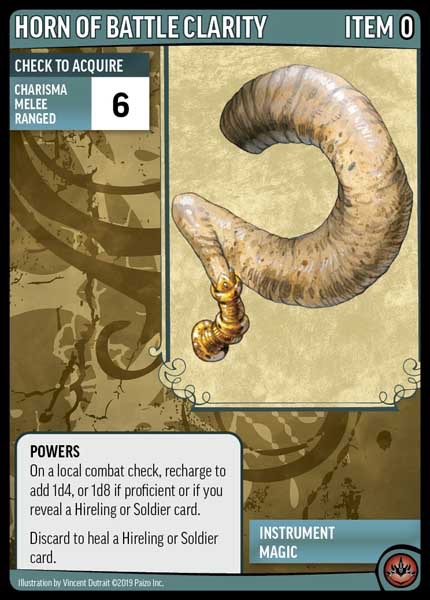 HORN OF BATTLE CLARITY ITEM 0
CHECK TO ACQUIRE
CHARISMA
MELEE
RANGED
6
POWERS
On a local combat check, recharge to
add 1d4, or 1d8 if proficient or if you
reveal a Hireling or Soldier card.
Discard to heal a Hireling or Soldier
card.
INSTRUMENT
MAGIC
Illustration by Vincent Dutrait ©2019 Paizo Inc.